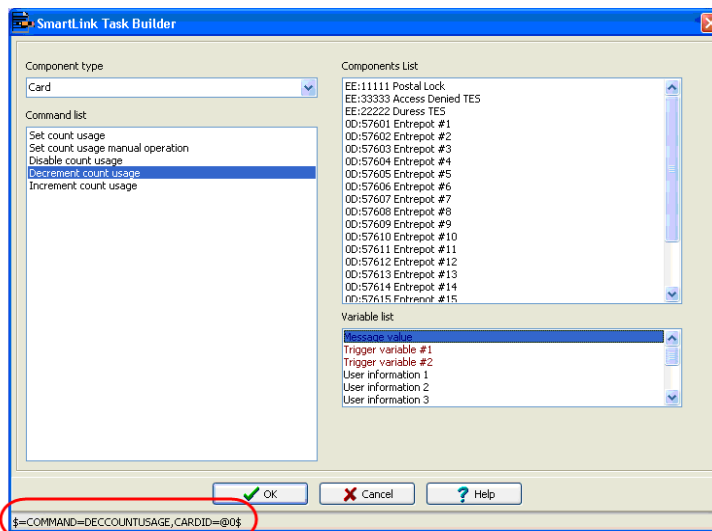 SmartLink Task Builder
Component type
Card
Command list
Set count usage
Set count usage manual operation
Disable count usage
Decrement count usage
Increment count usage
Components List
EE:11111 Postal Lock
EE:33333 Access Denied TES
EE:22222 Duress TES
0D:57601 Entrepot #1
0D:57602 Entrepot #2
0D:57603 Entrepot #3
0D:57604 Entrepot #4
0D:57605 Entrepot #5
0D:57606 Entrepot #6
0D:57607 Entrepot #7
0D:57608 Entrepot #8
0D:57609 Entrepot #9
0D:57610 Entrepot #10
0D:57611 Entrepot #11
0D:57612 Entrepot #12
0D:57613 Entrepot #13
0D:57614 Entrepot #14
0D:57615 Entrepot #15
Variable list
Message value
Trigger variable #1
Trigger variable #2
User information 1
User information 2
User information 3
OK
Cancel
Help
$=COMMAND=DECCOUNTUSAGE,CARDID=@0$